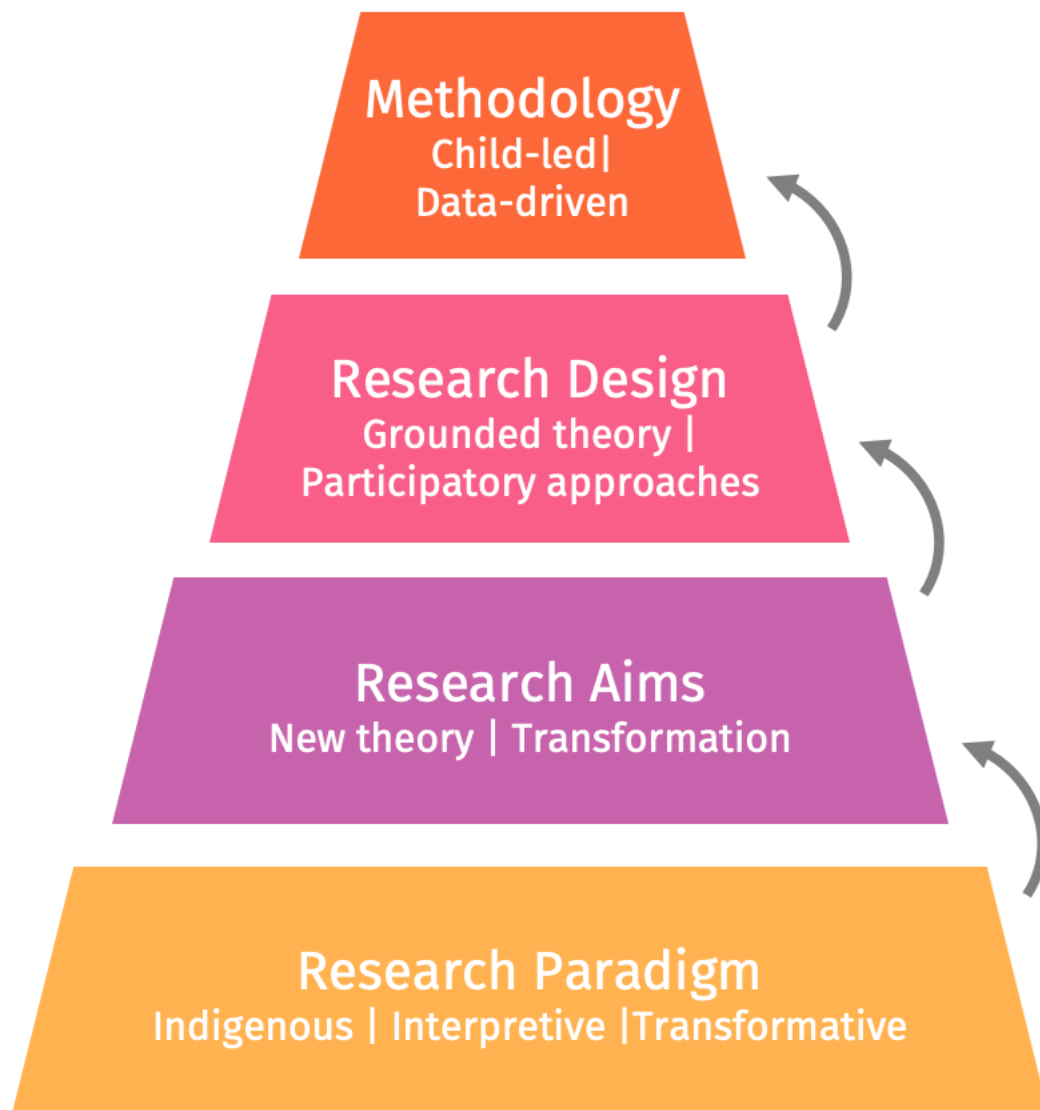 Methodology
Child-led|
Data-driven
Research Design
Grounded theory |
Participatory approaches
Research Aims
New theory | Transformation
Research Paradigm
Indigenous | Interpretive |Transformative